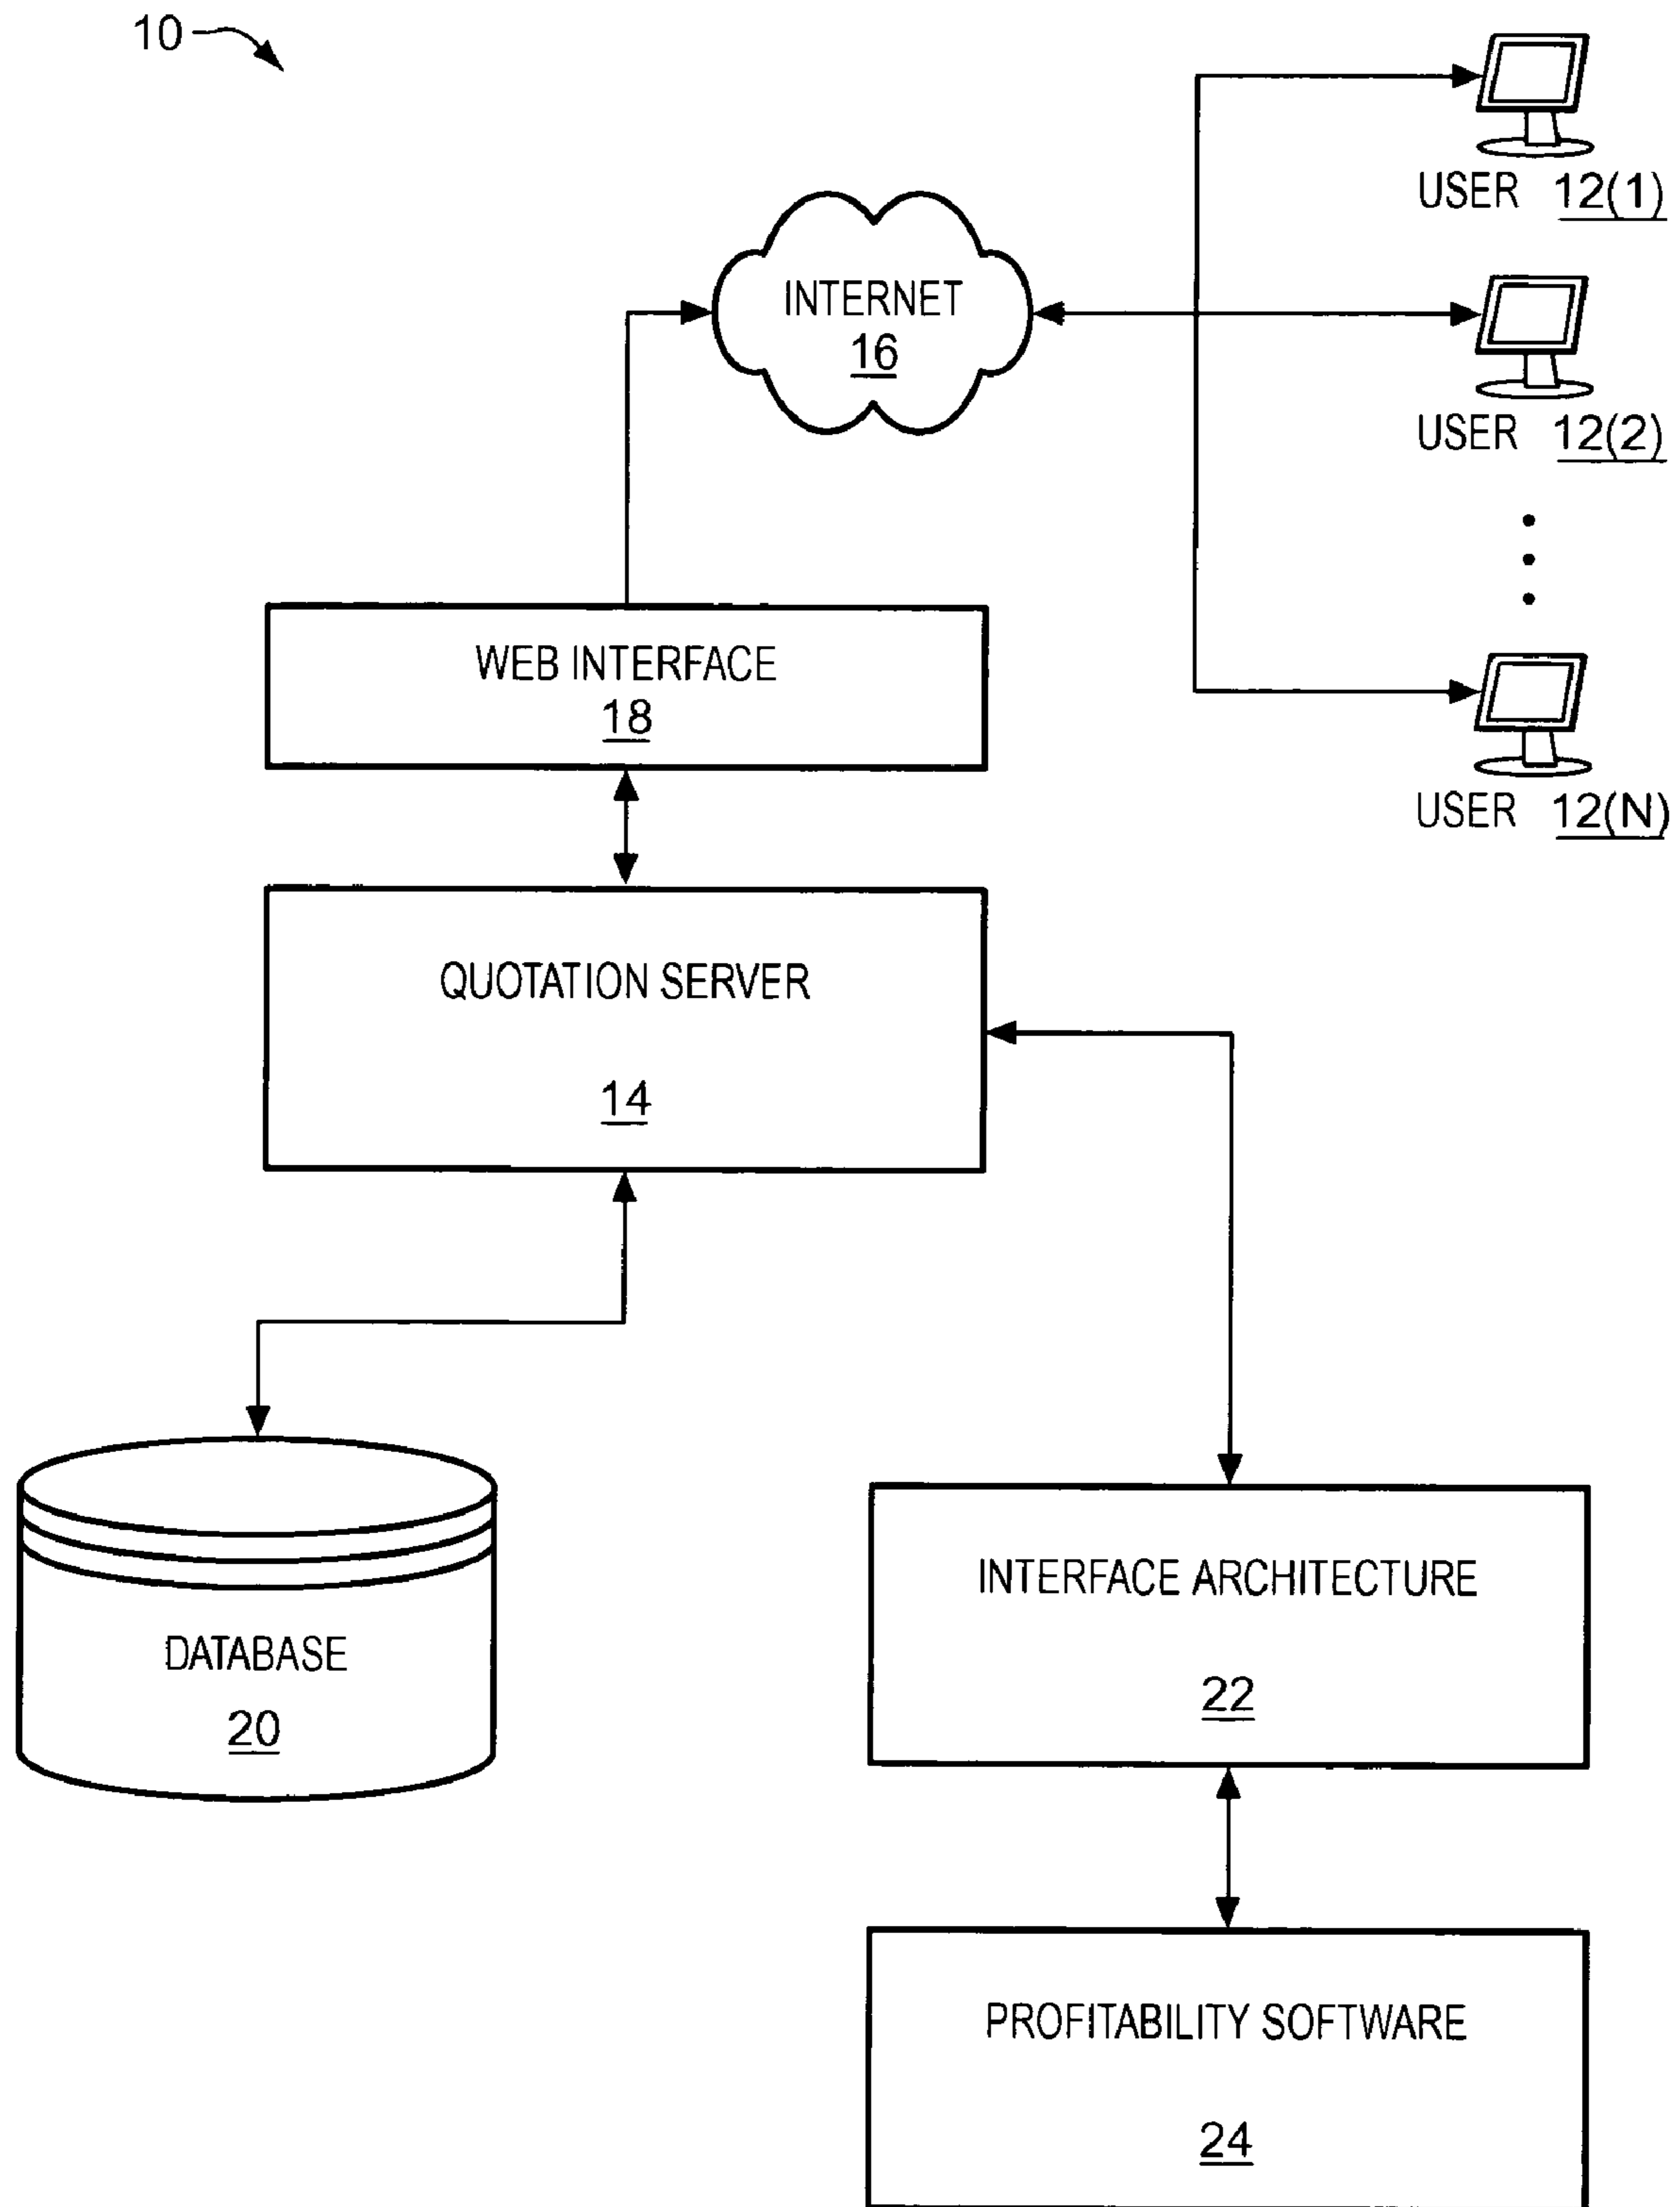 10
USER 12(1)
INTERNET
16
USER 12(2)
WEB INTERFACE
18
USER 12(N)
QUOTATION SERVER
14
INTERFACE ARCHITECTURE
22
DATABASE
20
PROFITABILITY SOFTWARE
24